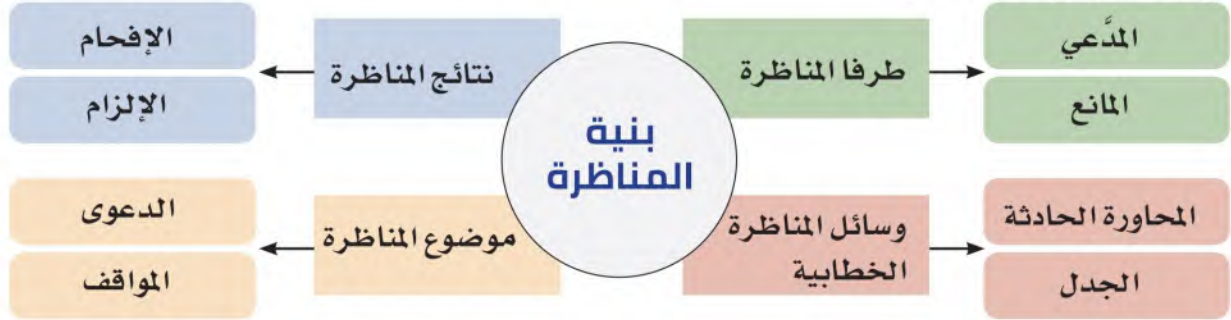 بنية
المناظرة
طرفا المناظرة
المدَّعي
المانع
وسائل المناظرة
الخطابية
المحاورة الحادثة
الجدل
نتائج المناظرة
الإفحام
الإلزام
موضوع المناظرة
الدعوى
المواقف